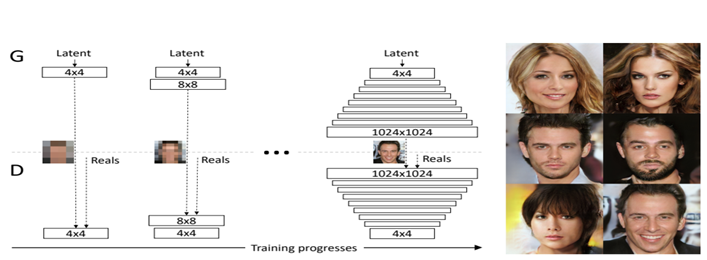 Latent Latent Latent
G 4x4 4x4 4x4
8x8
1024x1024
Reals Reals Reals
D 1024x1024
8x8
4x4 4x4 4x4
Training progresses